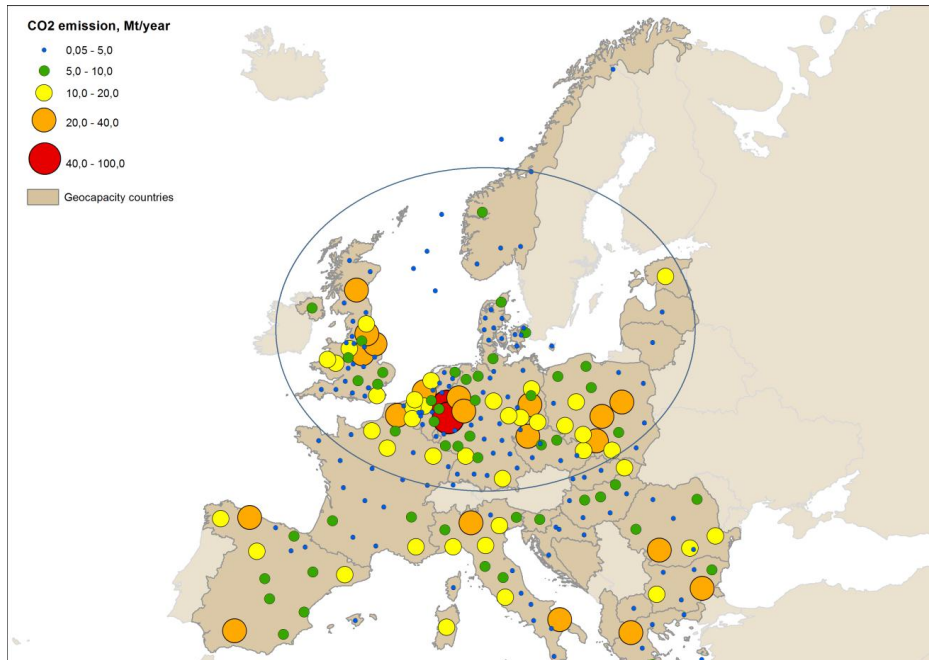 CO2 emission, Mt/year
0,05 - 5,0
5,0 - 10,0
10,0 - 20,0
20,0 - 40,0
40,0 - 100,0
Geocapacity countries